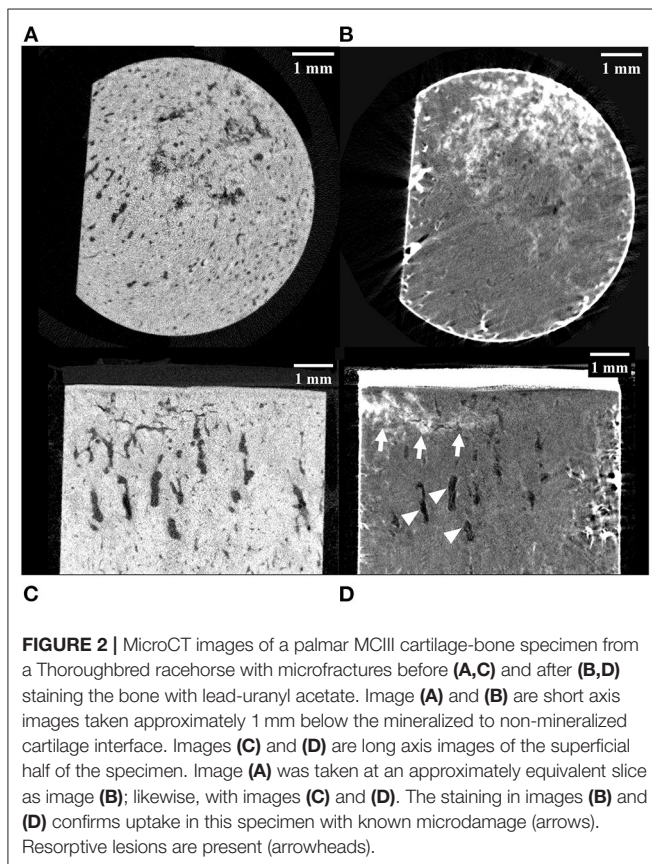 A
B
1 mm
1 mm
1 mm
1 mm
C
D
FIGURE 2 | MicroCT images of a palmar MCIII cartilage-bone specimen from
a Thoroughbred racehorse with microfractures before (A,C) and after (B,D)
staining the bone with lead-uranyl acetate. Image (A) and (B) are short axis
images taken approximately 1 mm below the mineralized to non-mineralized
cartilage interface. Images (C) and (D) are long axis images of the superficial
half of the specimen. Image (A) was taken at an approximately equivalent slice
as image (B); likewise, with images (C) and (D). The staining in images (B) and
(D) confirms uptake in this specimen with known microdamage (arrows).
Resorptive lesions are present (arrowheads).